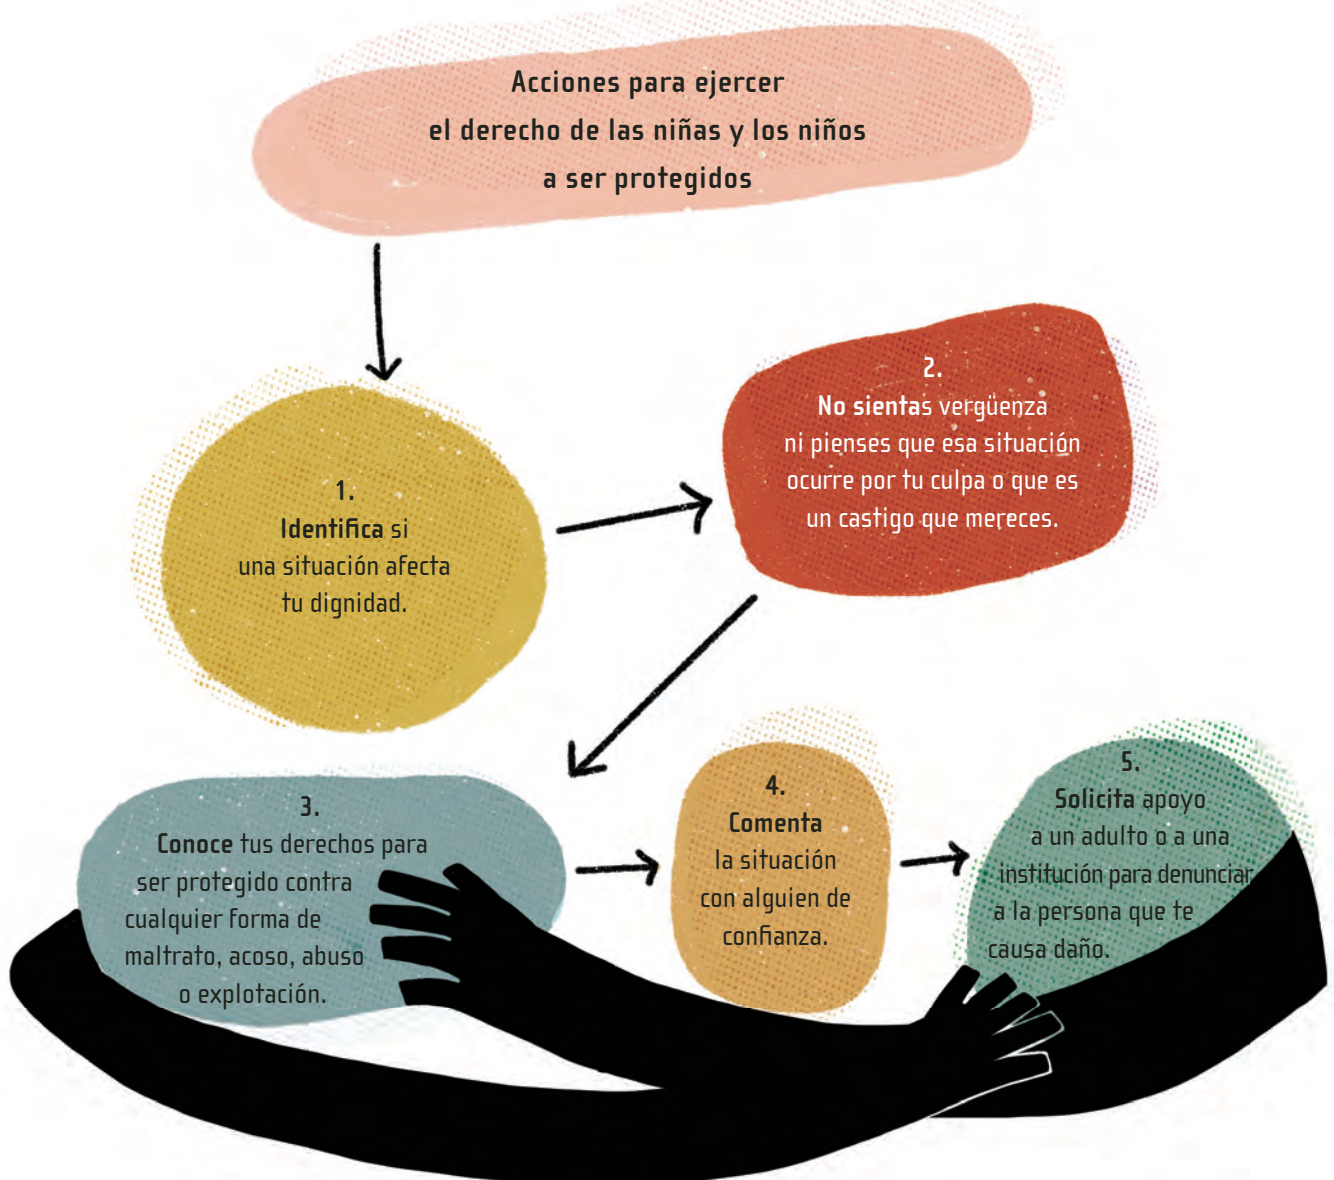 Acciones para ejercer
el derecho de las niñas y los niños
a ser protegidos
1.
Identifica si
una situación afecta
tu dignidad.
2.
No sientas vergüenza
ni pienses que esa situación
ocurre por tu culpa o que es
un castigo que mereces.
3.
Conoce tus derechos para
ser protegido contra
cualquier forma de
maltrato, acoso, abuso
o explotación.
4.
Comenta
la situación
con alguien de
confianza.
5.
Solicita apoyo
a un adulto o a una
institución para denunciar
a la persona que te
causa daño.